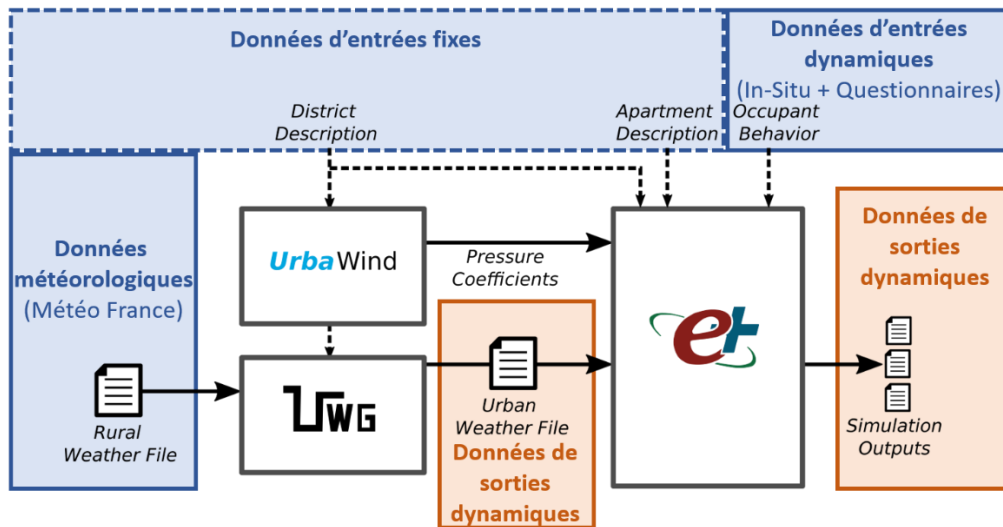 Données d'entrées fixes
Données d'entrées
dynamiques
(In-Situ + Questionnaires)
District
Description
Apartment
Description
Occupant
Behavior
Données
météorologiques
(Météo France)
UrbaWind
Pressure
Coefficients
Données de
sorties
dynamiques
e+
UWG
Rural
Weather File
Urban
Weather File
Données de
sorties
dynamiques
Simulation
Outputs